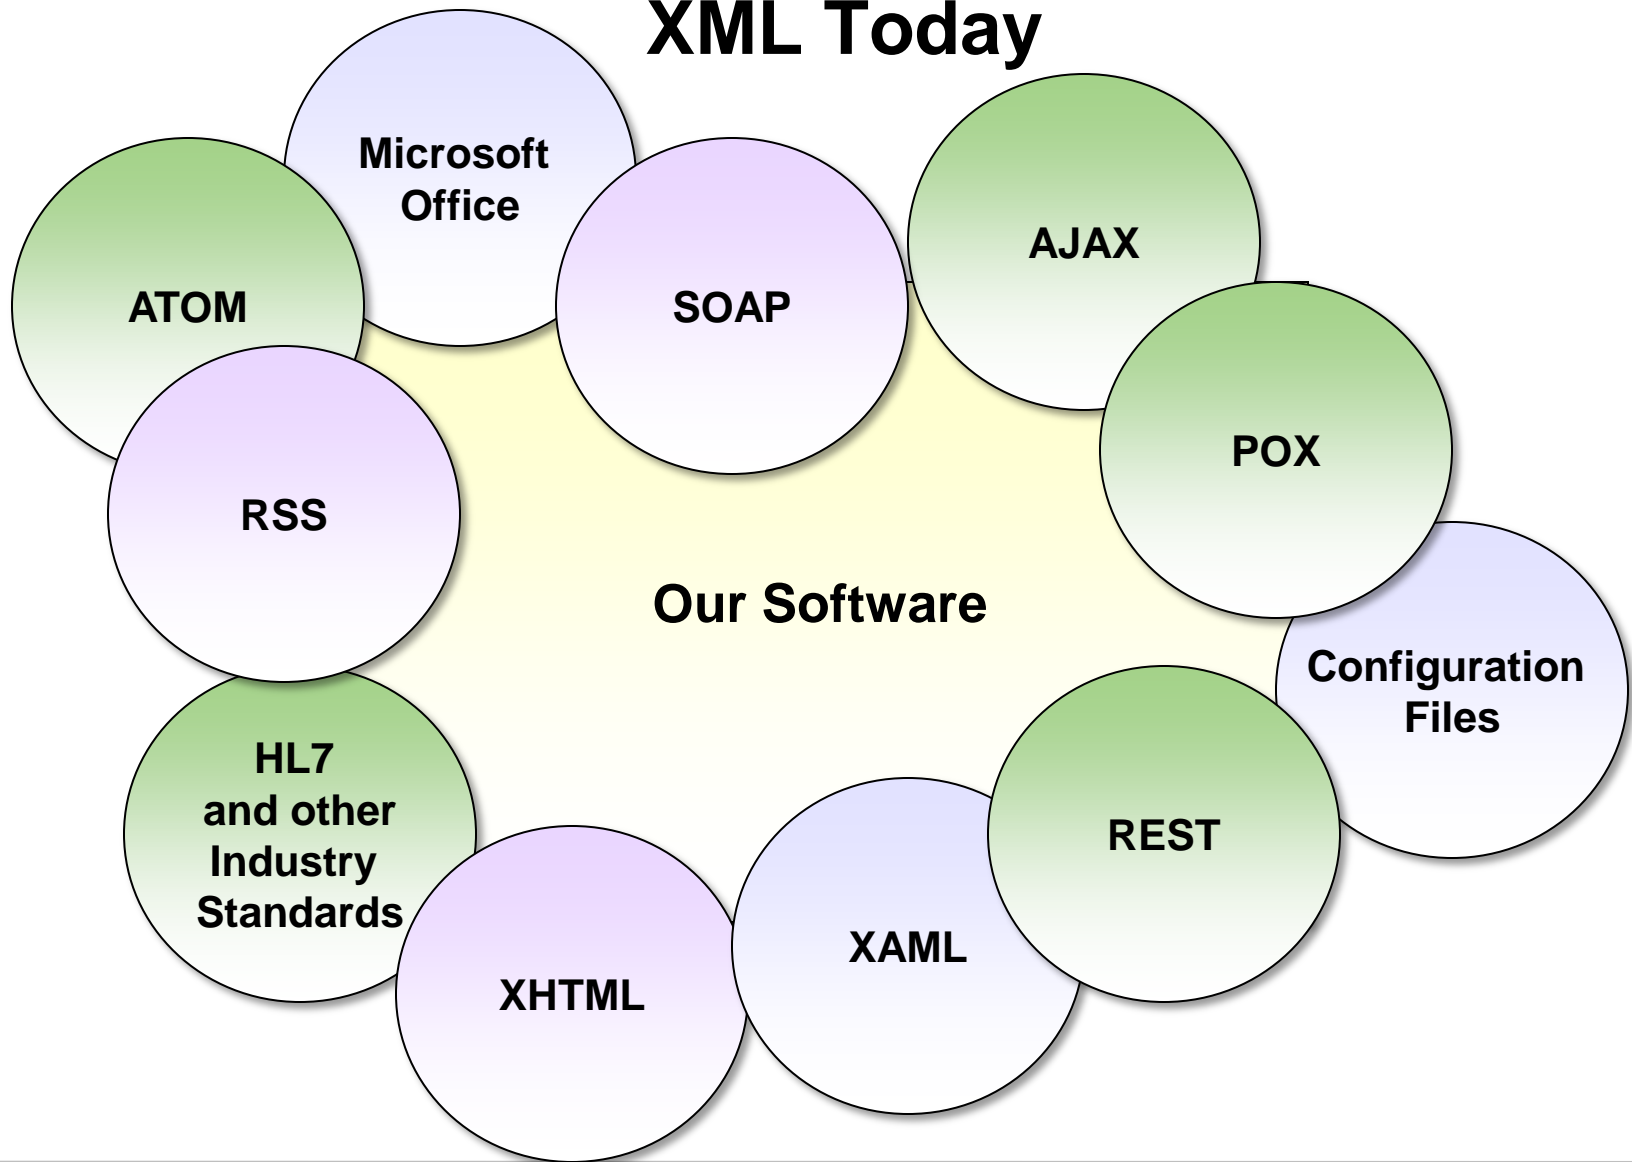 XML Today
Microsoft
Office
AJAX
ATOM
SOAP
POX
RSS
Our Software
Configuration
Files
HL7
and other
Industry
Standards
REST
XAML
XHTML